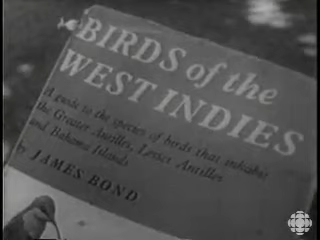 BIRDS of the
WEST INDIES
A guide to the species of birds that inhabit
the Greater Antilles, Lesser Antilles
and Bahama Islands
by JAMES BOND